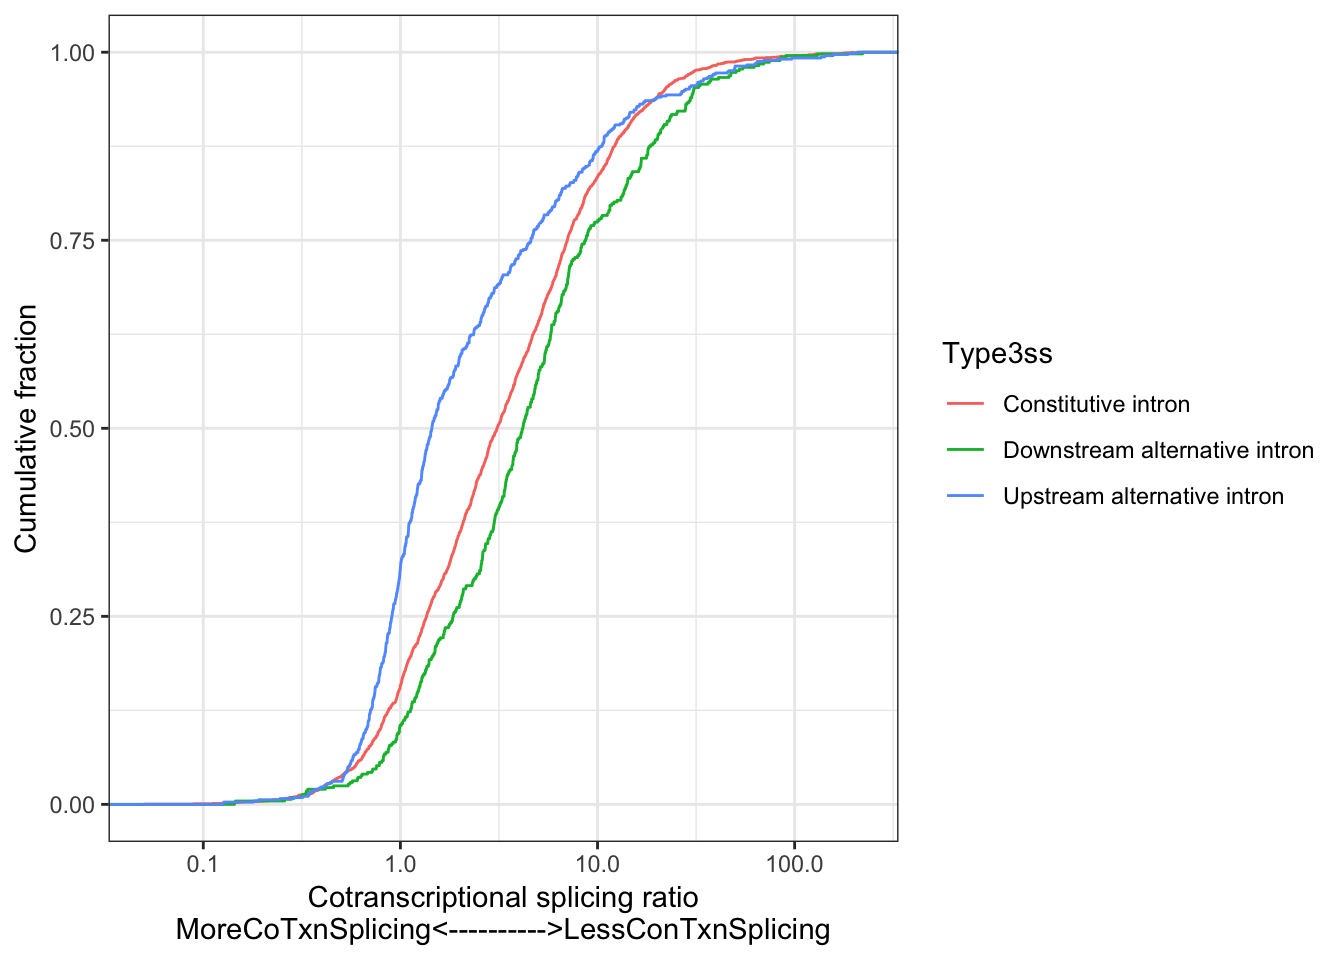 1.00
0.75
0.50
0.25
0.00
Cumulative fraction
0.1
1.0
10.0
100.0
Cotranscriptional splicing ratio
MoreCoTxnSplicing<---------->LessConTxnSplicing
Type3ss
Constitutive intron
Downstream alternative intron
Upstream alternative intron